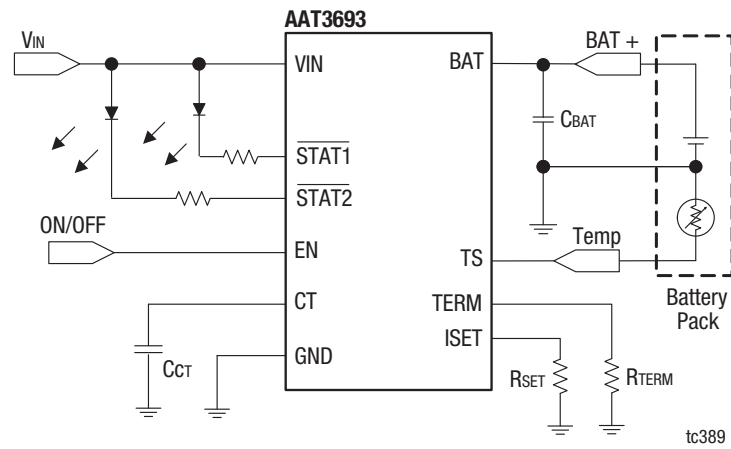 AAT3693
VIN
VIN
BAT
BAT +
CBAT
STAT1
STAT2
ON/OFF
EN
Temp
TS
CT
TERM
Battery
Pack
ISET
CCT
GND
RSET
RTERM
tc389